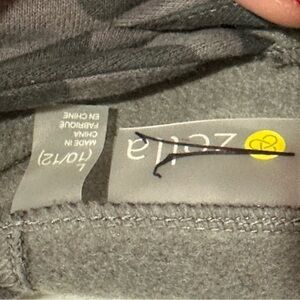 zella
L
(10/12)
MADE IN
CHINA
FABRIQUÉ
EN CHINE